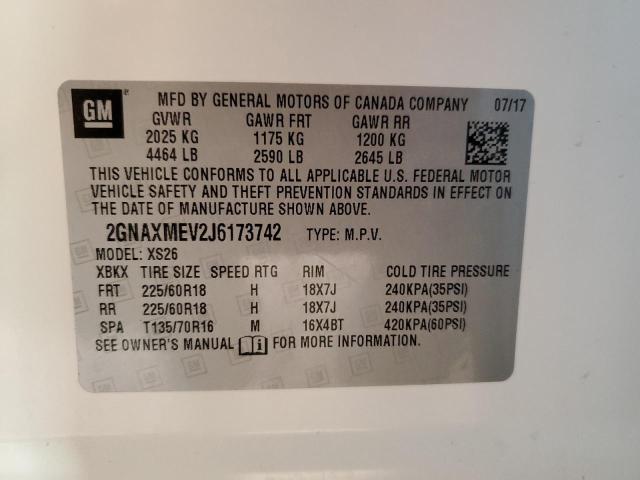 GM
MFD BY GENERAL MOTORS OF CANADA COMPANY 07/17
GVWR GAWR FRT GAWR RR
2025 KG 1175 KG 1200 KG
4464 LB 2590 LB 2645 LB
THIS VEHICLE CONFORMS TO ALL APPLICABLE U.S. FEDERAL MOTOR
VEHICLE SAFETY AND THEFT PREVENTION STANDARDS IN EFFECT ON
THE DATE OF MANUFACTURE SHOWN ABOVE.
2GNAXMEV2J6173742 TYPE: M.P.V.
MODEL: XS26
XBKX TIRE SIZE SPEED RTG RIM COLD TIRE PRESSURE
FRT 225/60R18 H 18X7J 240KPA(35PSI)
RR 225/60R18 H 18X7J 240KPA(35PSI)
SPA T135/70R16 M 16X4BT 420KPA(60PSI)
SEE OWNER'S MANUAL i FOR MORE INFORMATION.